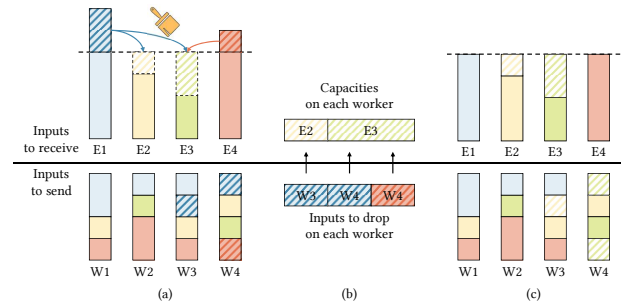 Inputs
to receive
E1 E2 E3 E4
Inputs
to send
W1 W2 W3 W4
(a)
Capacities
on each worker
E2 E3
W3 W4 W4
Inputs to drop
on each worker
(b)
E1 E2 E3 E4
W1 W2 W3 W4
(c)